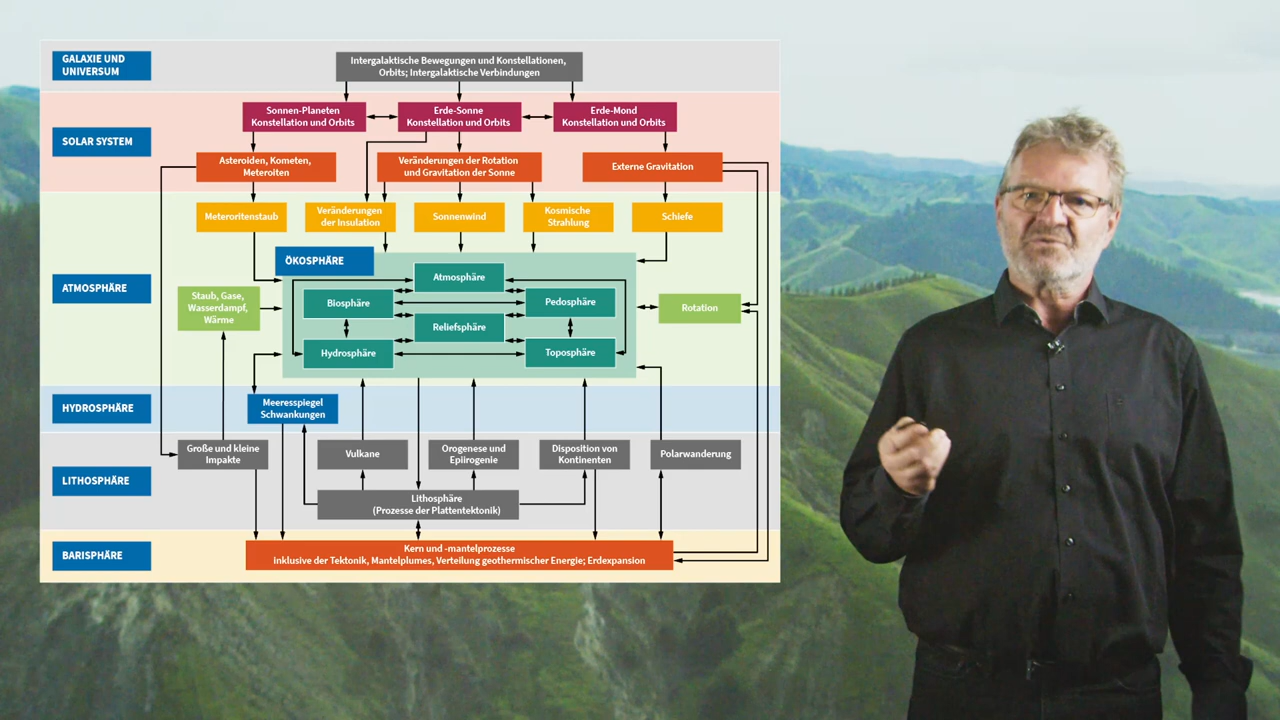 GALAXIE UND
UNIVERSUM
Intergalaktische Bewegungen und Konstellationen,
Orbits; Intergalaktische Verbindungen
SOLAR SYSTEM
Sonnen-Planeten
Konstellation und Orbits
Erde-Sonne
Konstellation und Orbits
Erde-Mond
Konstellation und Orbits
Asteroiden, Kometen,
Meteroiten
Veränderungen der Rotation
und Gravitation der Sonne
Externe Gravitation
ATMOSPHÄRE
Meteroritenstaub
Veränderungen
der Insulation
Sonnenwind
Kosmische
Strahlung
Schiefe
ÖKOSPHÄRE
Atmosphäre
Biosphäre
Pedosphäre
Reliefsphäre
Hydrosphäre
Toposphäre
Staub, Gase,
Wasserdampf,
Wärme
Rotation
HYDROSPHÄRE
Meeresspiegel
Schwankungen
LITHOSPHÄRE
Große und kleine
Impakte
Vulkane
Orogenese und
Epiirogenie
Disposition von
Kontinenten
Polarwanderung
Lithosphäre
(Prozesse der Plattentektonik)
BARISPHÄRE
Kern und -mantelprozesse
inklusive der Tektonik, Mantelplumes, Verteilung geothermischer Energie; Erdexpansion